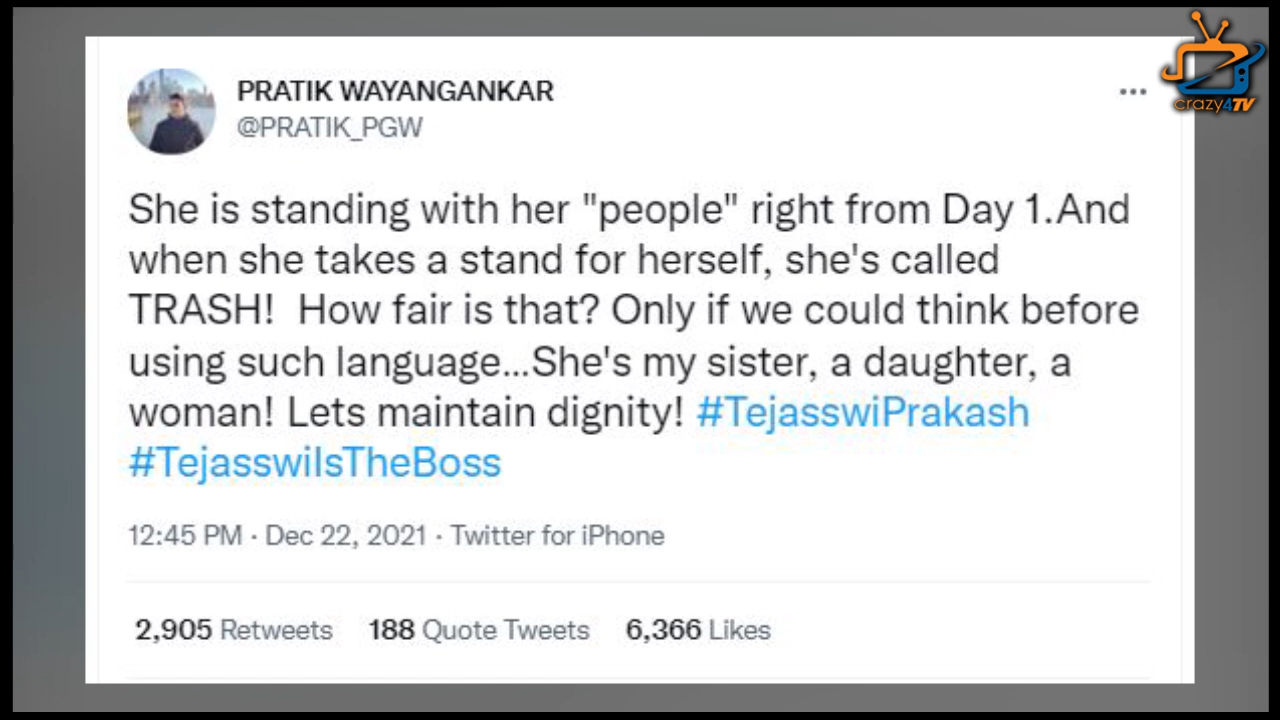 crazy4TV
PRATIK WAYANGANKAR
@PRATIK_PGW
She is standing with her "people" right from Day 1.And
when she takes a stand for herself, she's called
TRASH!  How fair is that? Only if we could think before
using such language...She's my sister, a daughter, a
woman! Lets maintain dignity! #TejasswiPrakash
#TejasswiIsTheBoss
12:45 PM · Dec 22, 2021 · Twitter for iPhone
2,905 Retweets 188 Quote Tweets 6,366 Likes